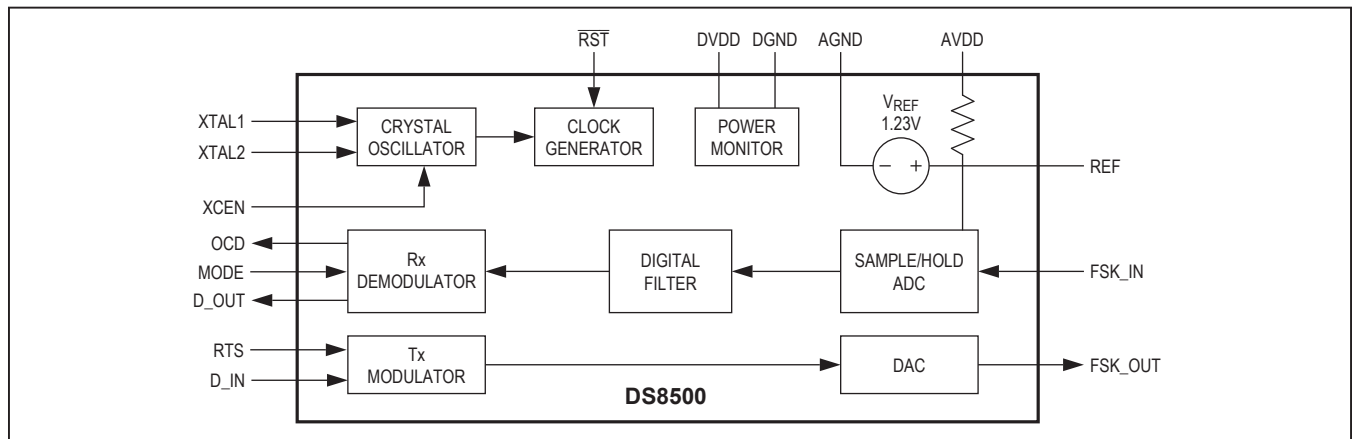 RST
DVDD
DGND
AGND
AVDD
XTAL1
XTAL2
XCEN
CRYSTAL
OSCILLATOR
CLOCK
GENERATOR
POWER
MONITOR
VREF
1.23V
− +
REF
OCD
MODE
D_OUT
Rx
DEMODULATOR
DIGITAL
FILTER
SAMPLE/HOLD
ADC
FSK_IN
RTS
D_IN
Tx
MODULATOR
DAC
FSK_OUT
DS8500